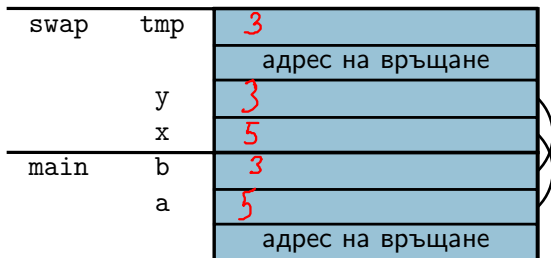 swap tmp 3
адрес на връщане
y 3
x 5
main b 3
a 5
адрес на връщане